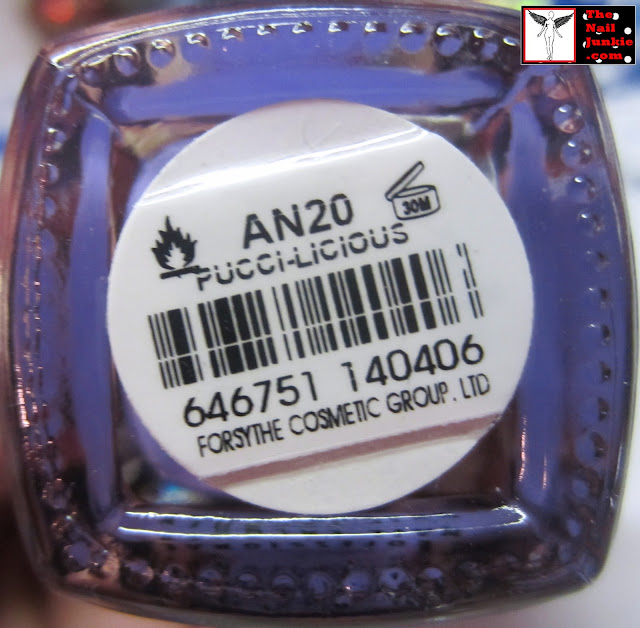 The
Nail
Junkie
.com
AN20
30M
PUCCI-LICIOUS
646751 140406
FORSYTHE COSMETIC GROUP. LTD